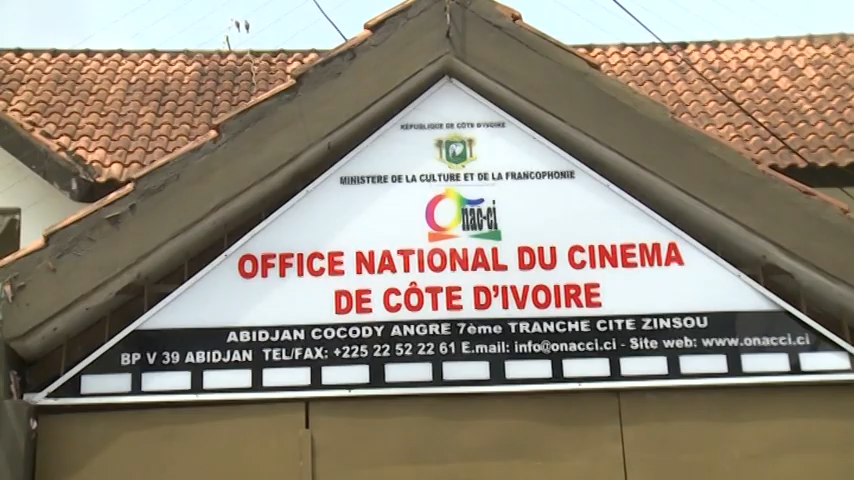 RÉPUBLIQUE DE CÔTE D'IVOIRE
MINISTERE DE LA CULTURE ET DE LA FRANCOPHONIE
Onac-ci
OFFICE NATIONAL DU CINEMA
DE CÔTE D'IVOIRE
ABIDJAN COCODY ANGRE 7ème TRANCHE CITE ZINSOU
BP V 39 ABIDJAN TEL/FAX: +225 22 52 22 61 E.mail: info@onacci.ci - Site web: www.onacci.ci